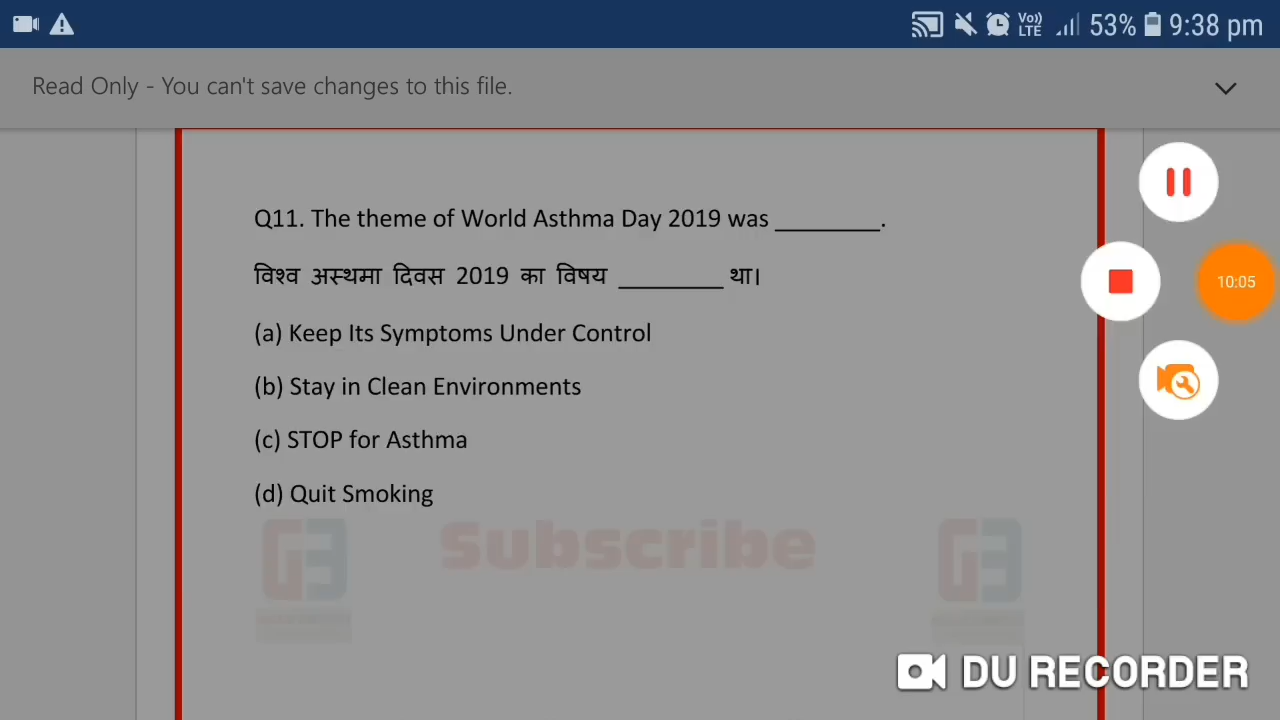 Vo)) 53% 9:38 pm
LTE
Read Only - You can't save changes to this file.
Q11. The theme of World Asthma Day 2019 was ________.
विश्व अस्थमा दिवस 2019 का विषय ________ था।
10:05
(a) Keep Its Symptoms Under Control
(b) Stay in Clean Environments
(c) STOP for Asthma
(d) Quit Smoking
Subscribe
DU RECORDER